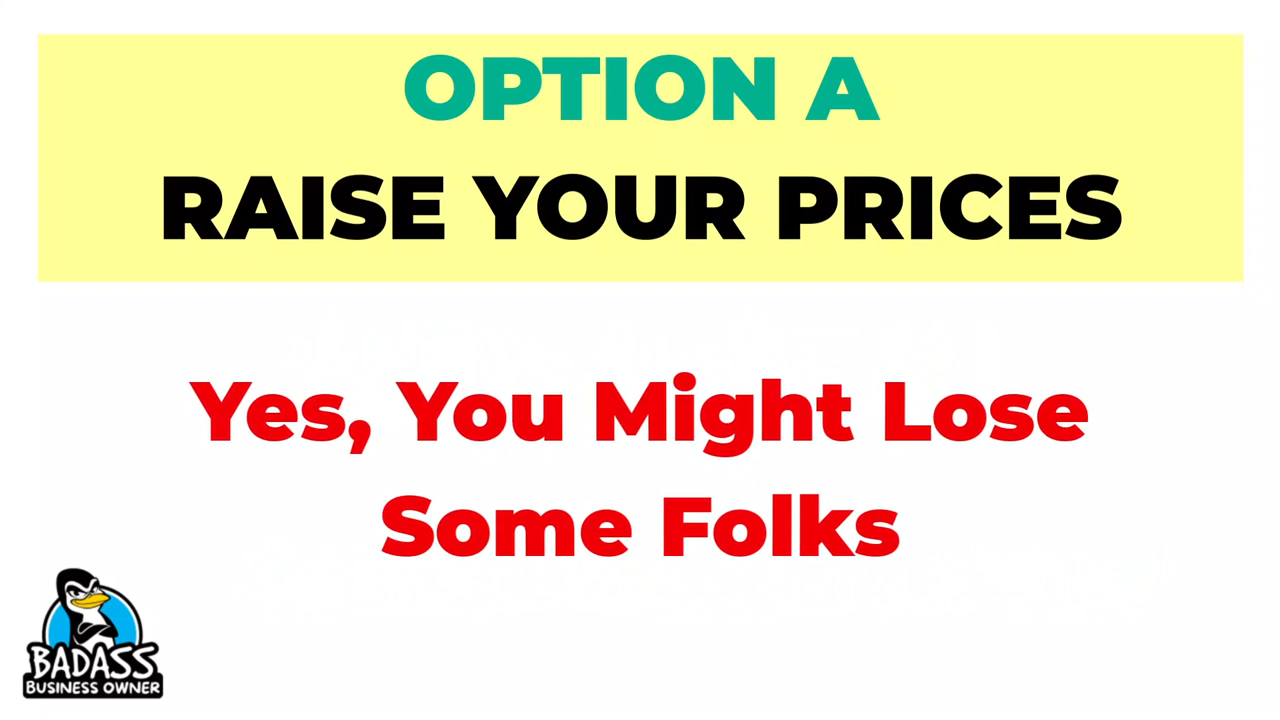 OPTION A
RAISE YOUR PRICES
Yes, You Might Lose
Some Folks
BADASS
BUSINESS OWNER